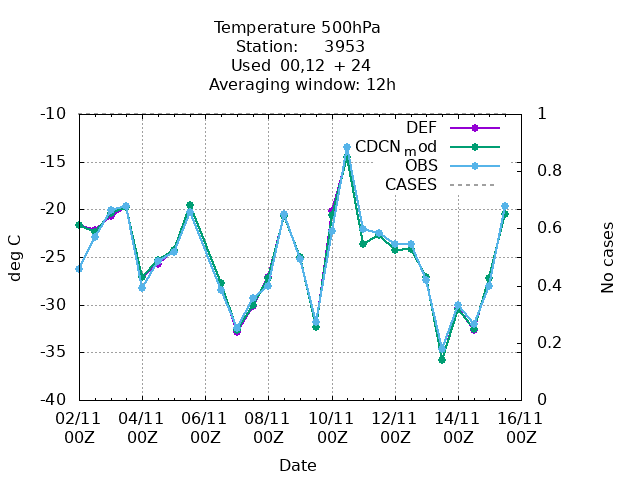 Temperature 500hPa
Station: 3953
Used 00,12 + 24
Averaging window: 12h
-10 1
DEF
CDCN_mod
-15
OBS
0.8
CASES
-20
0.6
-25
deg C
No cases
0.4
-30
-35
0.2
-40 0
02/11 04/11 06/11 08/11 10/11 12/11 14/11 16/11
00Z 00Z 00Z 00Z 00Z 00Z 00Z 00Z
Date